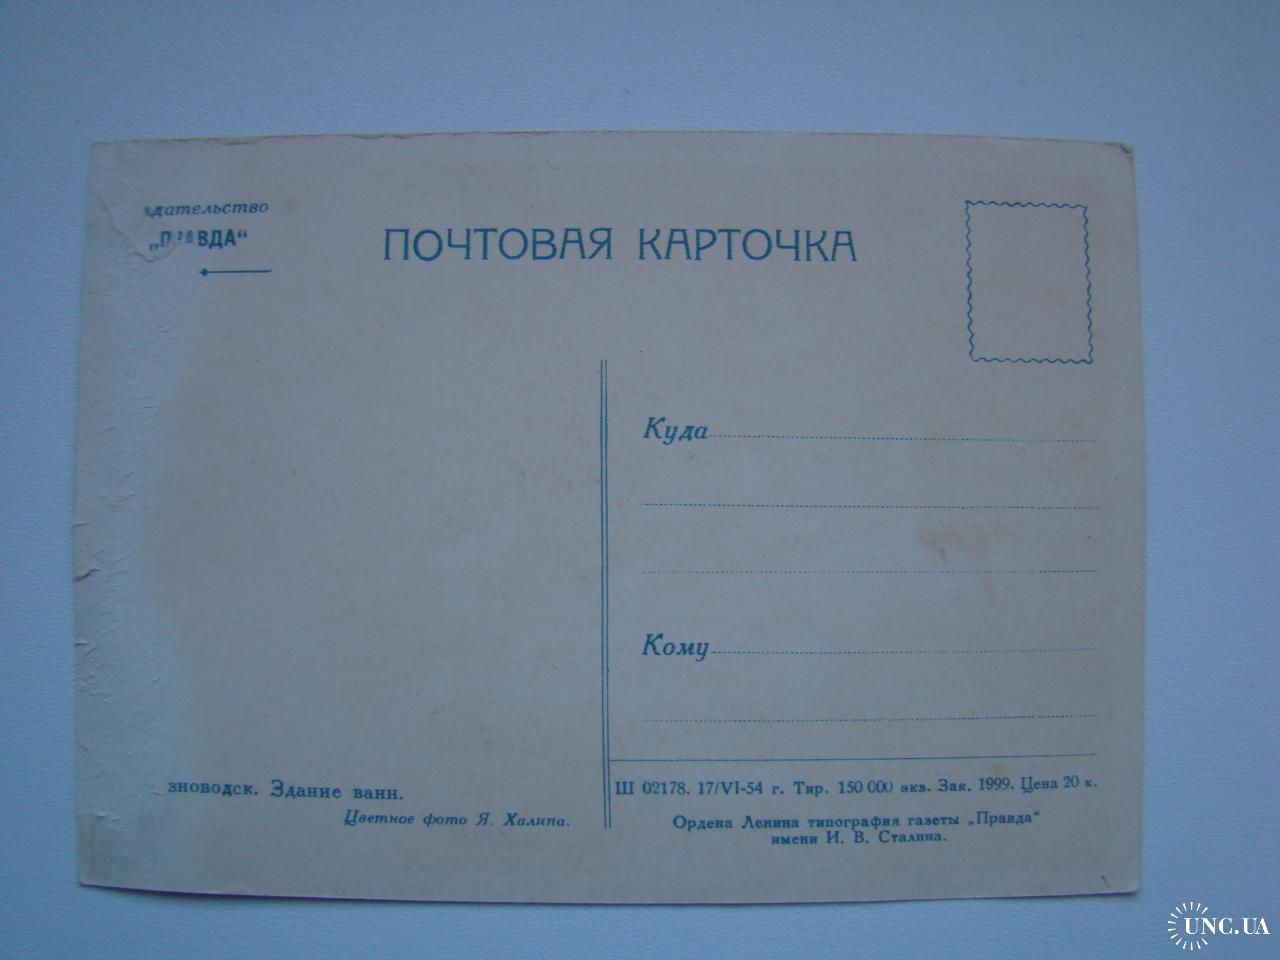 дательство
„ПРАВДА“
ПОЧТОВАЯ КАРТОЧКА
Куда
Кому
зноводск. Здание ванн.
Цветное фото Я. Халипа.
Ш 02178. 17/VI-54 г. Тир. 150 000 экз. Зак. 1999. Цена 20 к.
Ордена Ленина типография газеты „Правда“
имени И. В. Сталина.
UNC.UA